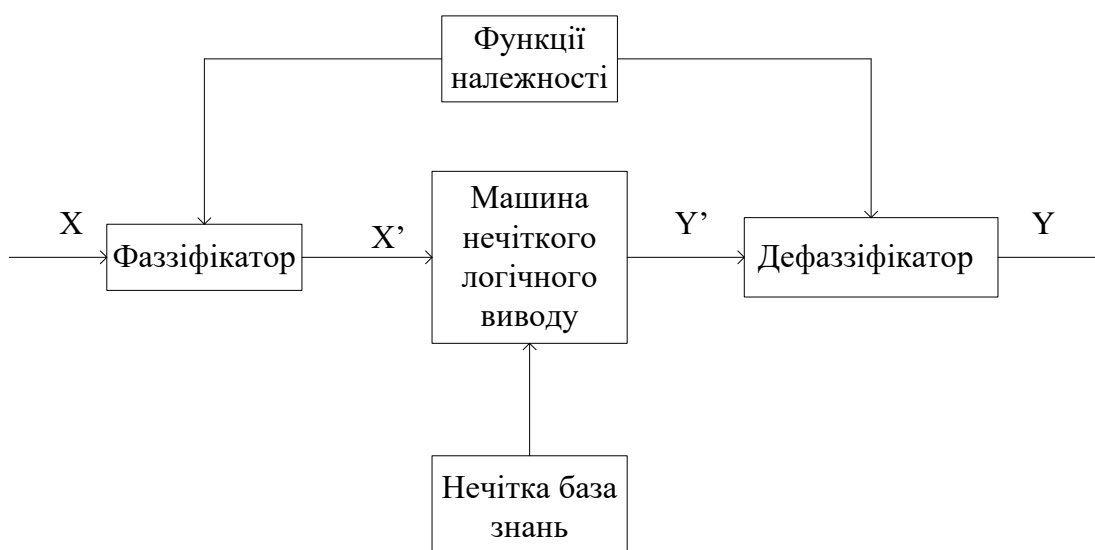 Функції
належності
X
Фаззіфікатор
X’
Машина
нечіткого
логічного
виводу
Y’
Дефаззіфікатор
Y
Нечітка база
знань